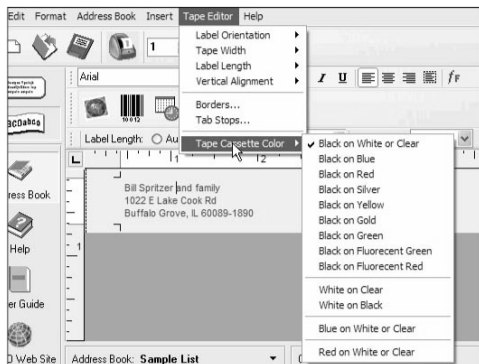 Edit Format Address Book Insert Tape Editor Help
1
Label Orientation
Tape Width
Label Length
Vertical Alignment
Borders...
Tab Stops...
Tape Cassette Color
Arial
I U
Label Length: Au
Black on White or Clear
Black on Blue
Black on Red
Black on Silver
Black on Yellow
Black on Gold
Black on Green
Black on Fluorecent Green
Black on Fluorecent Red
White on Clear
White on Black
Blue on White or Clear
Red on White or Clear
L
1
2
Bill Spritzer and family
1022 E Lake Cook Rd
Buffalo Grove, IL 60089-1890
1
ress Book
Help
er Guide
Web Site
Address Book: Sample List